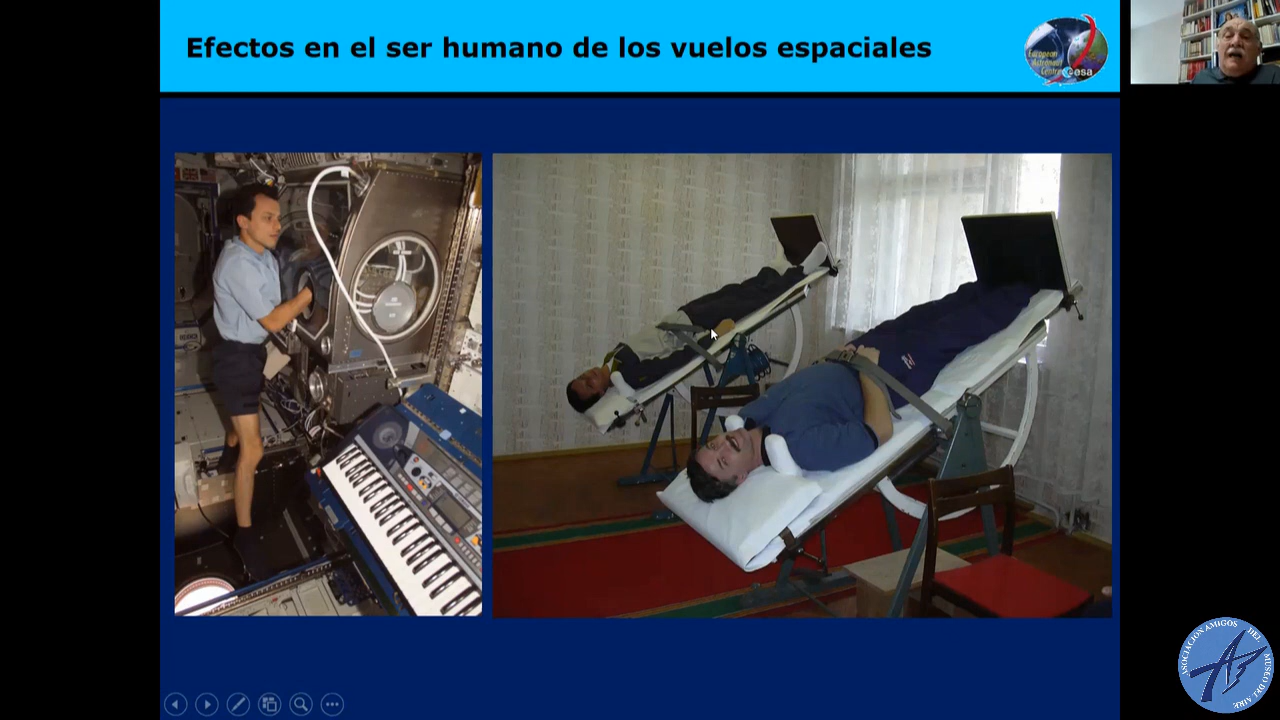 Efectos en el ser humano de los vuelos espaciales
European
Astronaut
Centre
esa
ASOCIACION AMIGOS DEL MUSEO DEL AIRE